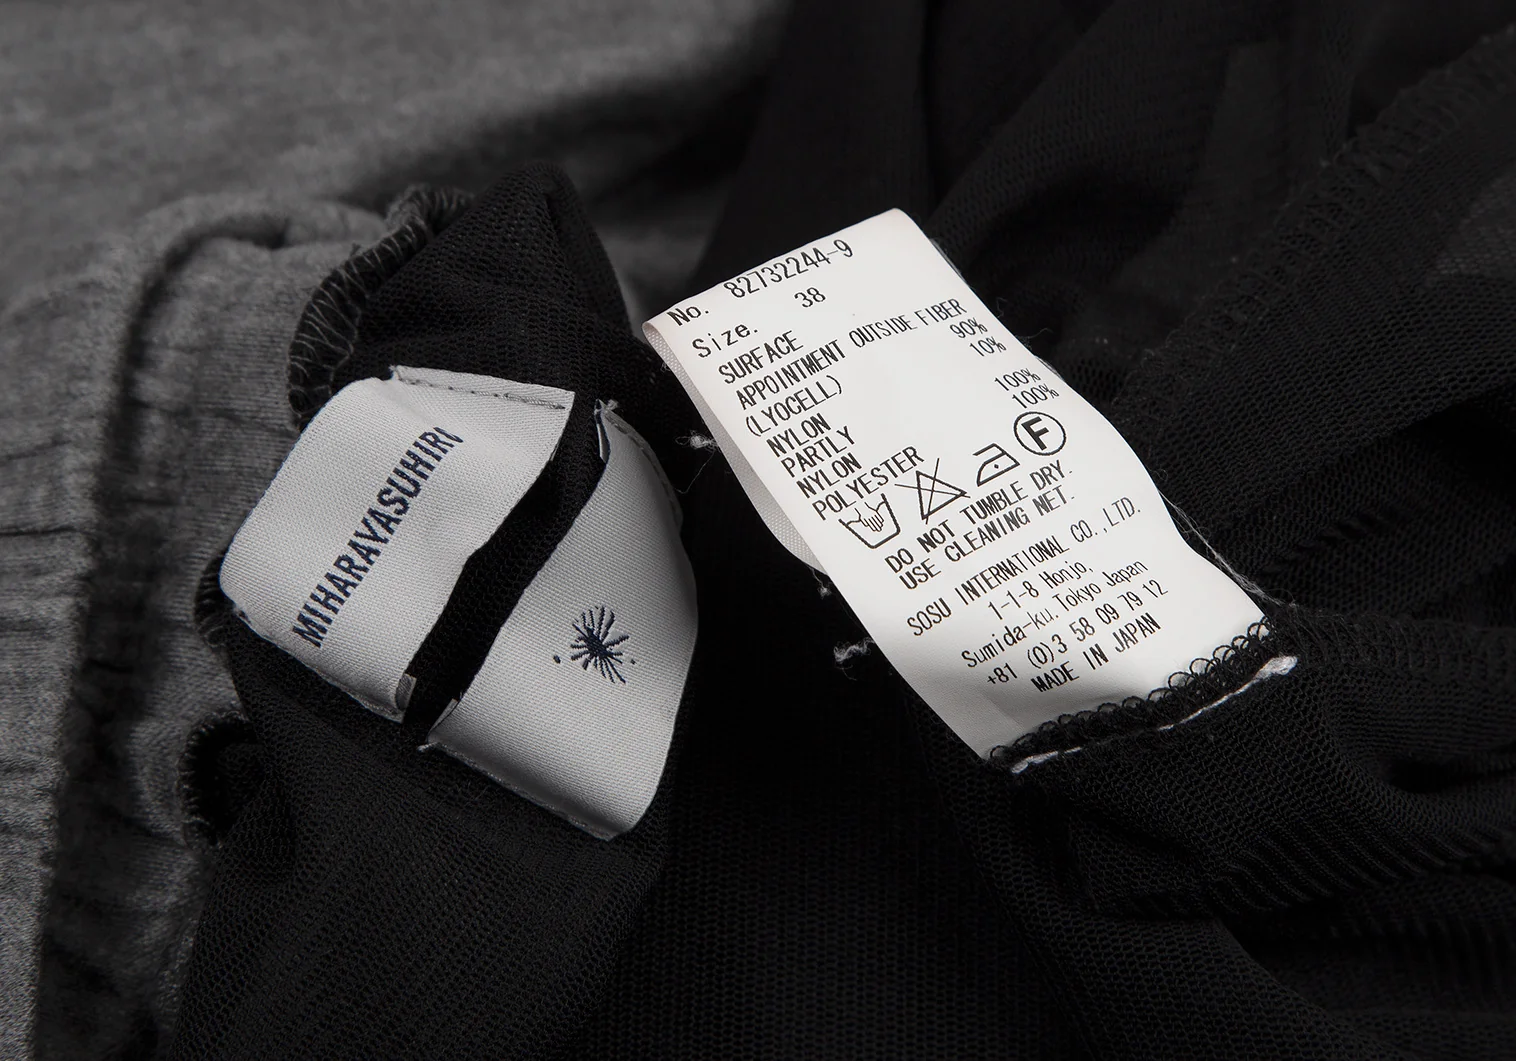 MIHARAYASUHIRO
No. 82732244-9
Size. 38
SURFACE
APPOINTMENT OUTSIDE FIBER
(LYOCELL) 90%
NYLON 10%
PARTLY
NYLON 100%
POLYESTER 100%
F
DO NOT TUMBLE DRY.
USE CLEANING NET.
SOSU INTERNATIONAL CO.,LTD.
1-1-8 Honjo,
Sumida-ku, Tokyo Japan
+81 (0)3 58 09 79 12
MADE IN JAPAN